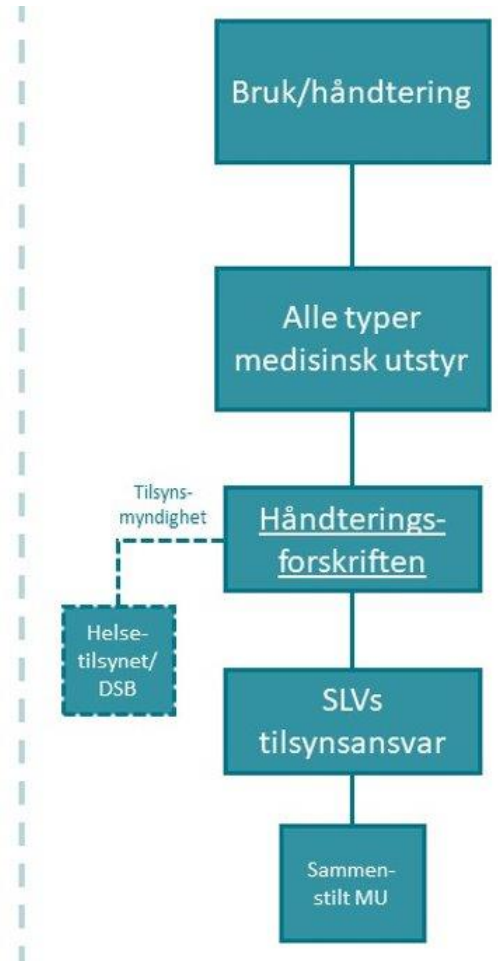 Bruk/håndtering
Alle typer
medisinsk utstyr
Tilsyns-
myndighet
Håndterings-
forskriften
Helse-
tilsynet/
DSB
SLVs
tilsynsansvar
Sammen-
stilt MU